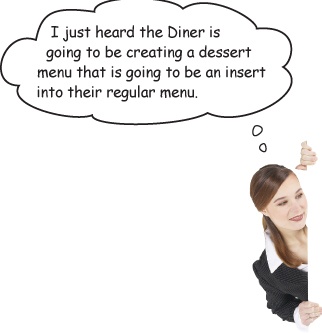 I just heard the Diner is
going to be creating a dessert
menu that is going to be an insert
into their regular menu.